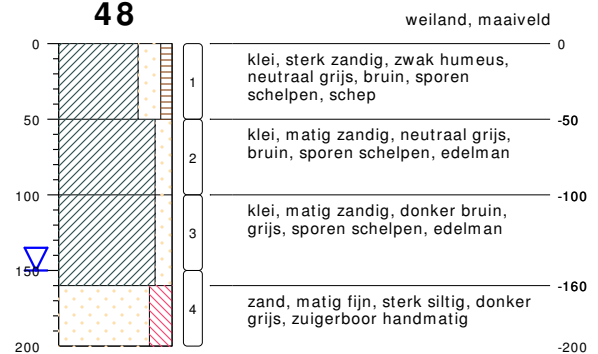 48
weiland, maaiveld
0
0
klei, sterk zandig, zwak humeus,
neutraal grijs, bruin, sporen
schelpen, schep
1
50
-50
klei, matig zandig, neutraal grijs,
bruin, sporen schelpen, edelman
2
100
-100
klei, matig zandig, donker bruin,
grijs, sporen schelpen, edelman
3
150
-160
zand, matig fijn, sterk siltig, donker
grijs, zuigerboor handmatig
4
200
-200